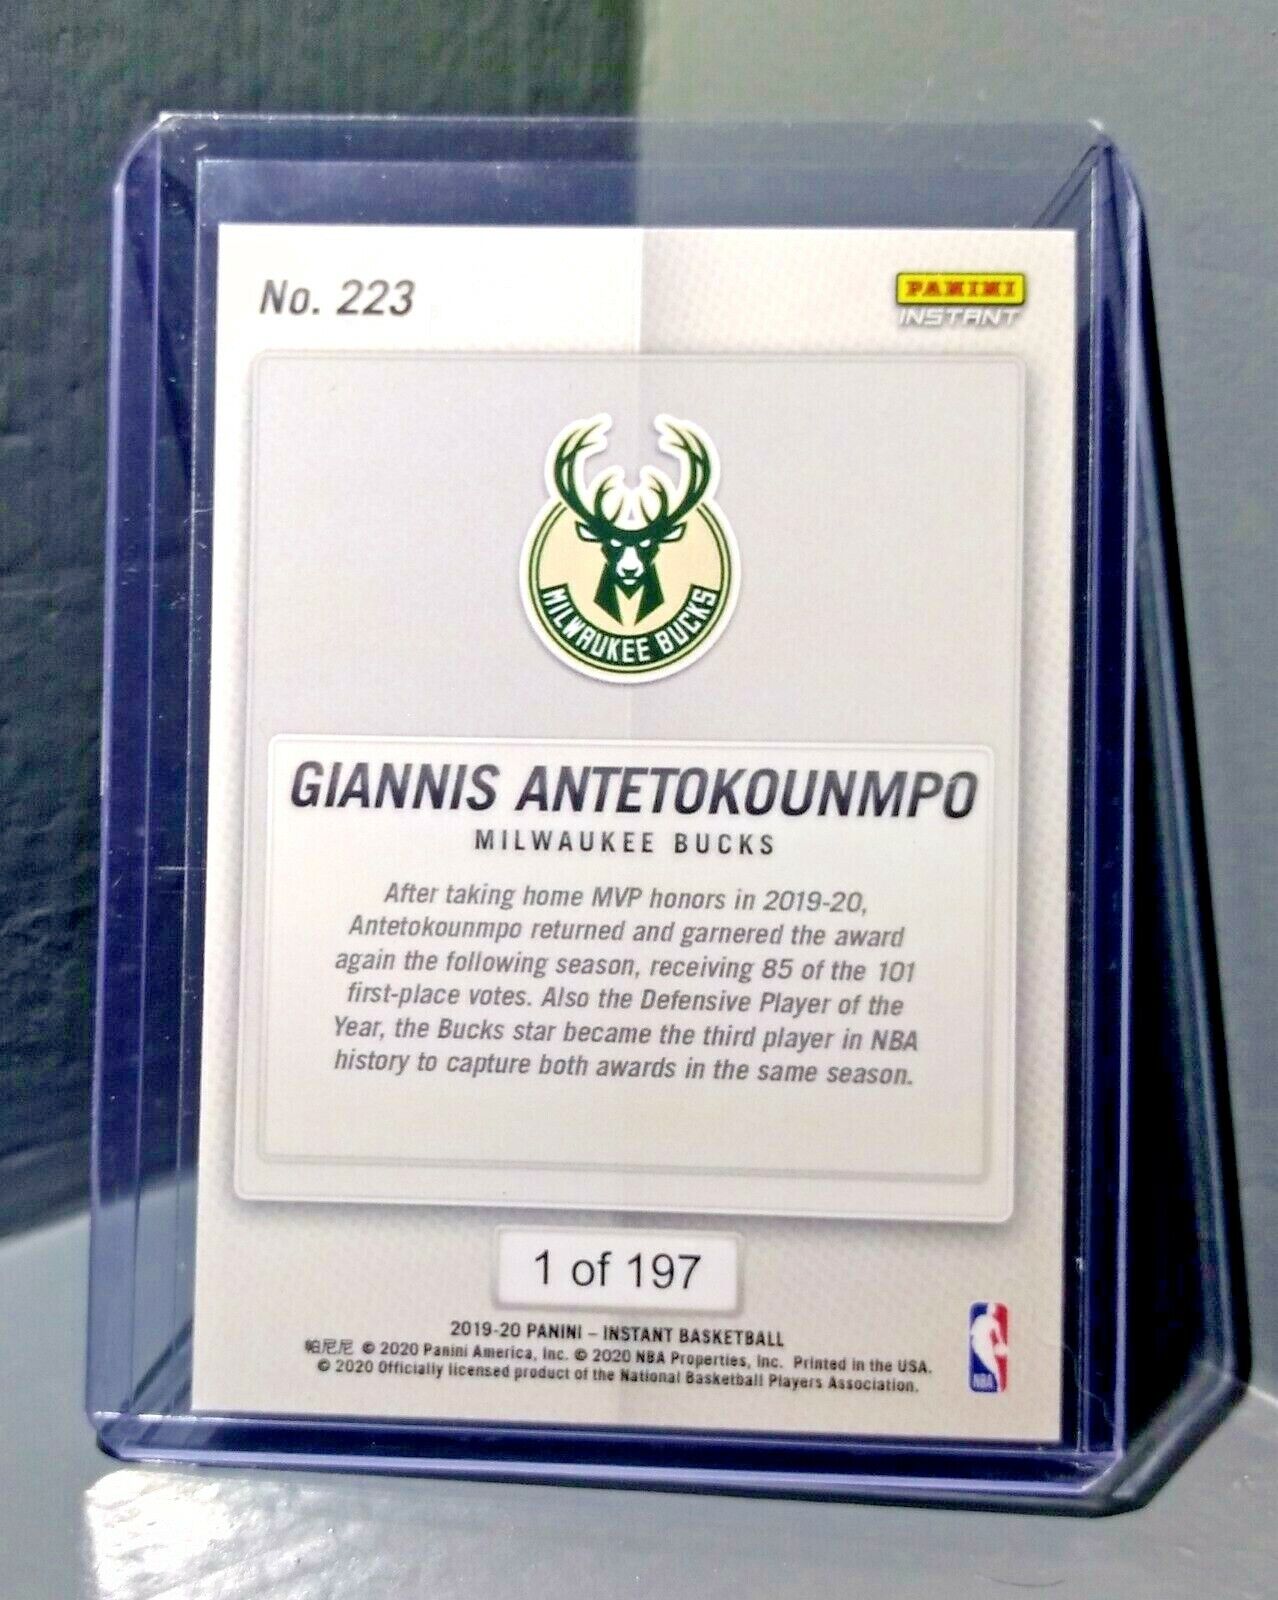 No. 223
PANINI
INSTANT
MILWAUKEE BUCKS
GIANNIS ANTETOKOUNMPO
MILWAUKEE BUCKS
After taking home MVP honors in 2019-20,
Antetokounmpo returned and garnered the award
again the following season, receiving 85 of the 101
first-place votes. Also the Defensive Player of the
Year, the Bucks star became the third player in NBA
history to capture both awards in the same season.
1 of 197
2019-20 PANINI – INSTANT BASKETBALL
帕尼尼 © 2020 Panini America, Inc. © 2020 NBA Properties, Inc. Printed in the USA.
© 2020 Officially licensed product of the National Basketball Players Association.
NBA